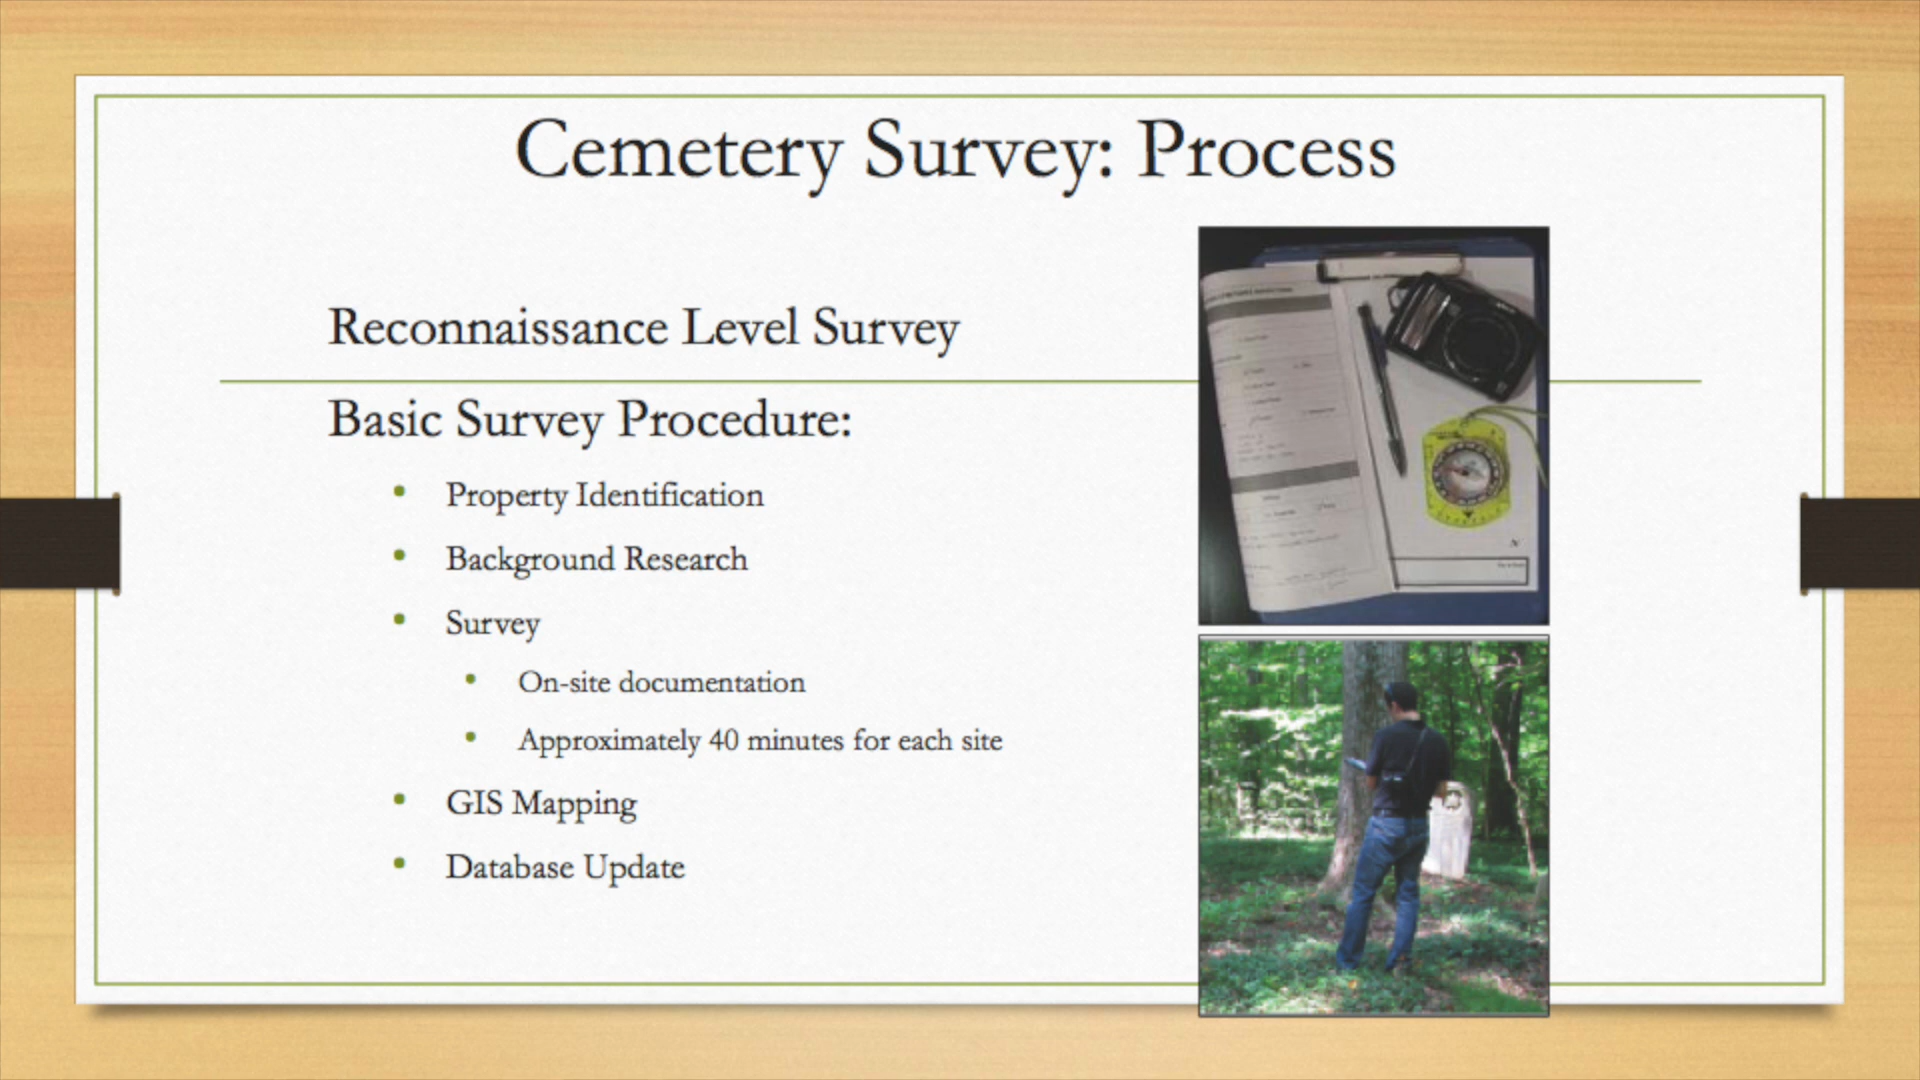 Cemetery Survey: Process
Reconnaissance Level Survey
Basic Survey Procedure:
• Property Identification
• Background Research
• Survey
• On-site documentation
• Approximately 40 minutes for each site
• GIS Mapping
• Database Update
N